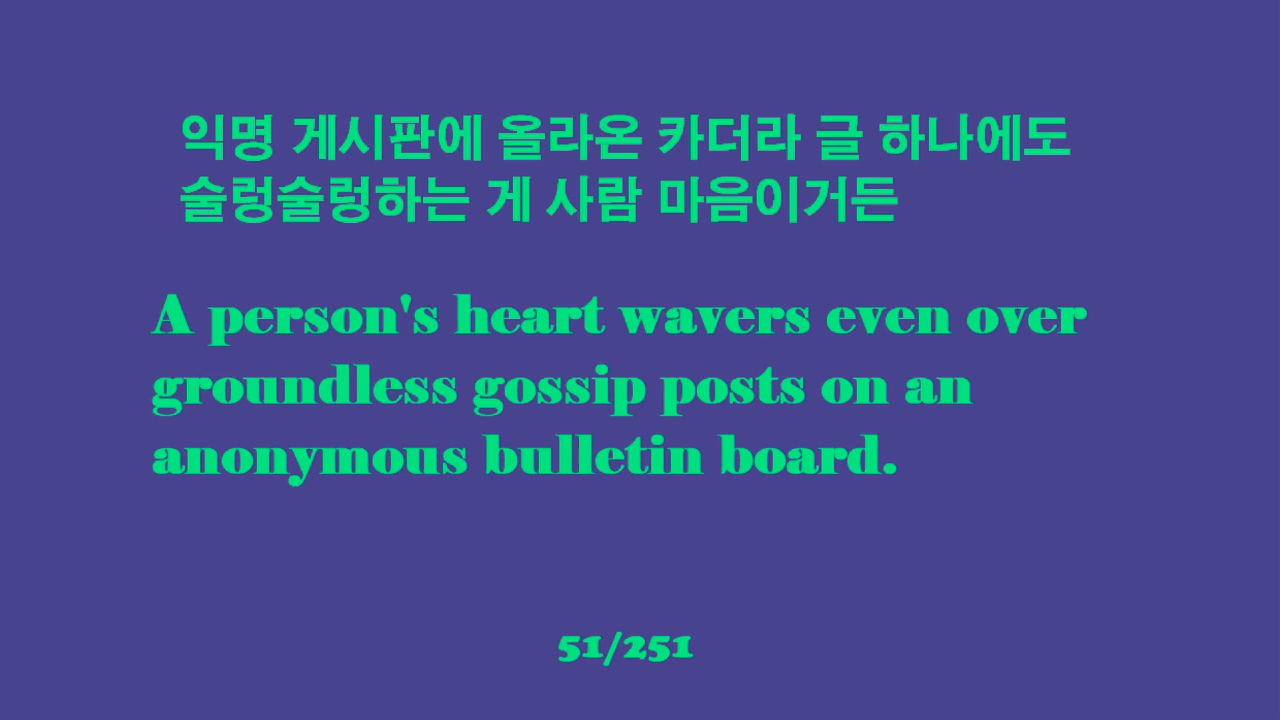 익명 게시판에 올라온 카더라 글 하나에도
술렁술렁하는 게 사람 마음이거든
A person's heart wavers even over
groundless gossip posts on an
anonymous bulletin board.
51/251